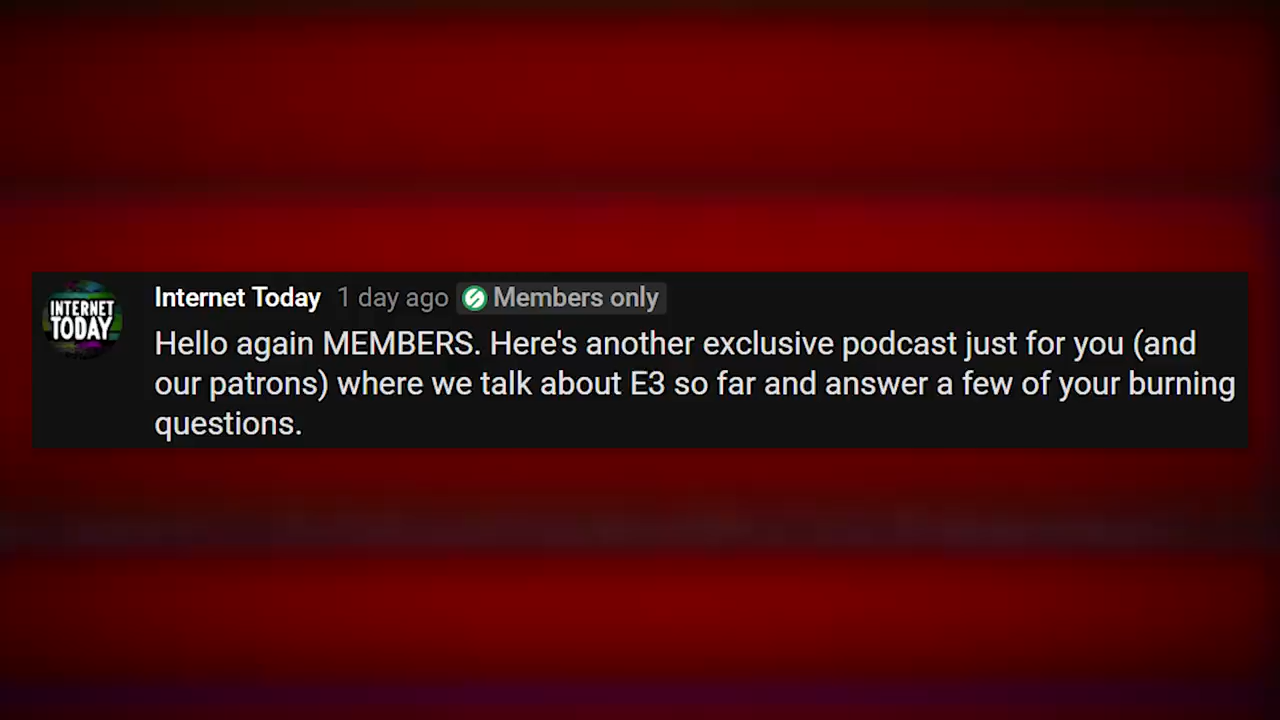 INTERNET
TODAY
Internet Today 1 day ago Members only
Hello again MEMBERS. Here's another exclusive podcast just for you (and
our patrons) where we talk about E3 so far and answer a few of your burning
questions.